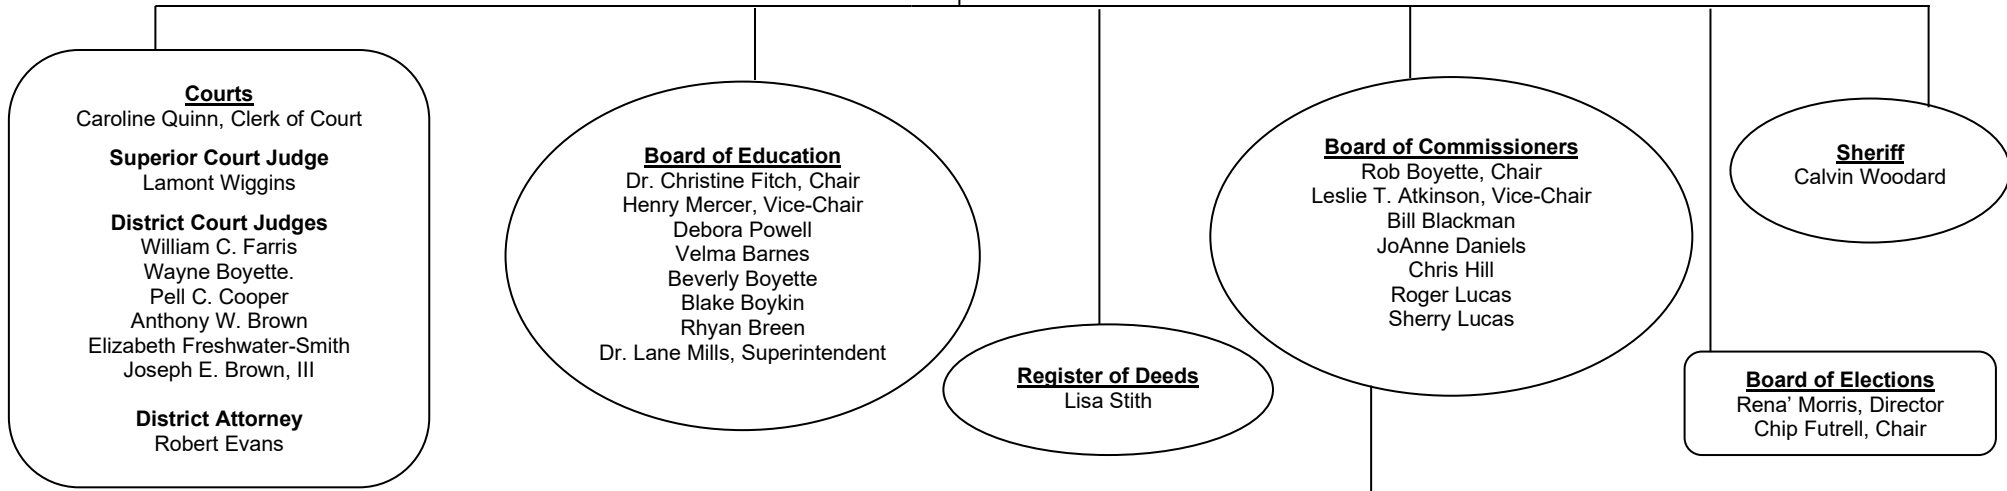 Courts
Caroline Quinn, Clerk of Court
Superior Court Judge
Lamont Wiggins
District Court Judges
William C. Farris
Wayne Boyette.
Pell C. Cooper
Anthony W. Brown
Elizabeth Freshwater-Smith
Joseph E. Brown, III
District Attorney
Robert Evans
Board of Education
Dr. Christine Fitch, Chair
Henry Mercer, Vice-Chair
Debora Powell
Velma Barnes
Beverly Boyette
Blake Boykin
Rhyan Breen
Dr. Lane Mills, Superintendent
Register of Deeds
Lisa Stith
Board of Commissioners
Rob Boyette, Chair
Leslie T. Atkinson, Vice-Chair
Bill Blackman
JoAnne Daniels
Chris Hill
Roger Lucas
Sherry Lucas
Sheriff
Calvin Woodard
Board of Elections
Rena’ Morris, Director
Chip Futrell, Chair